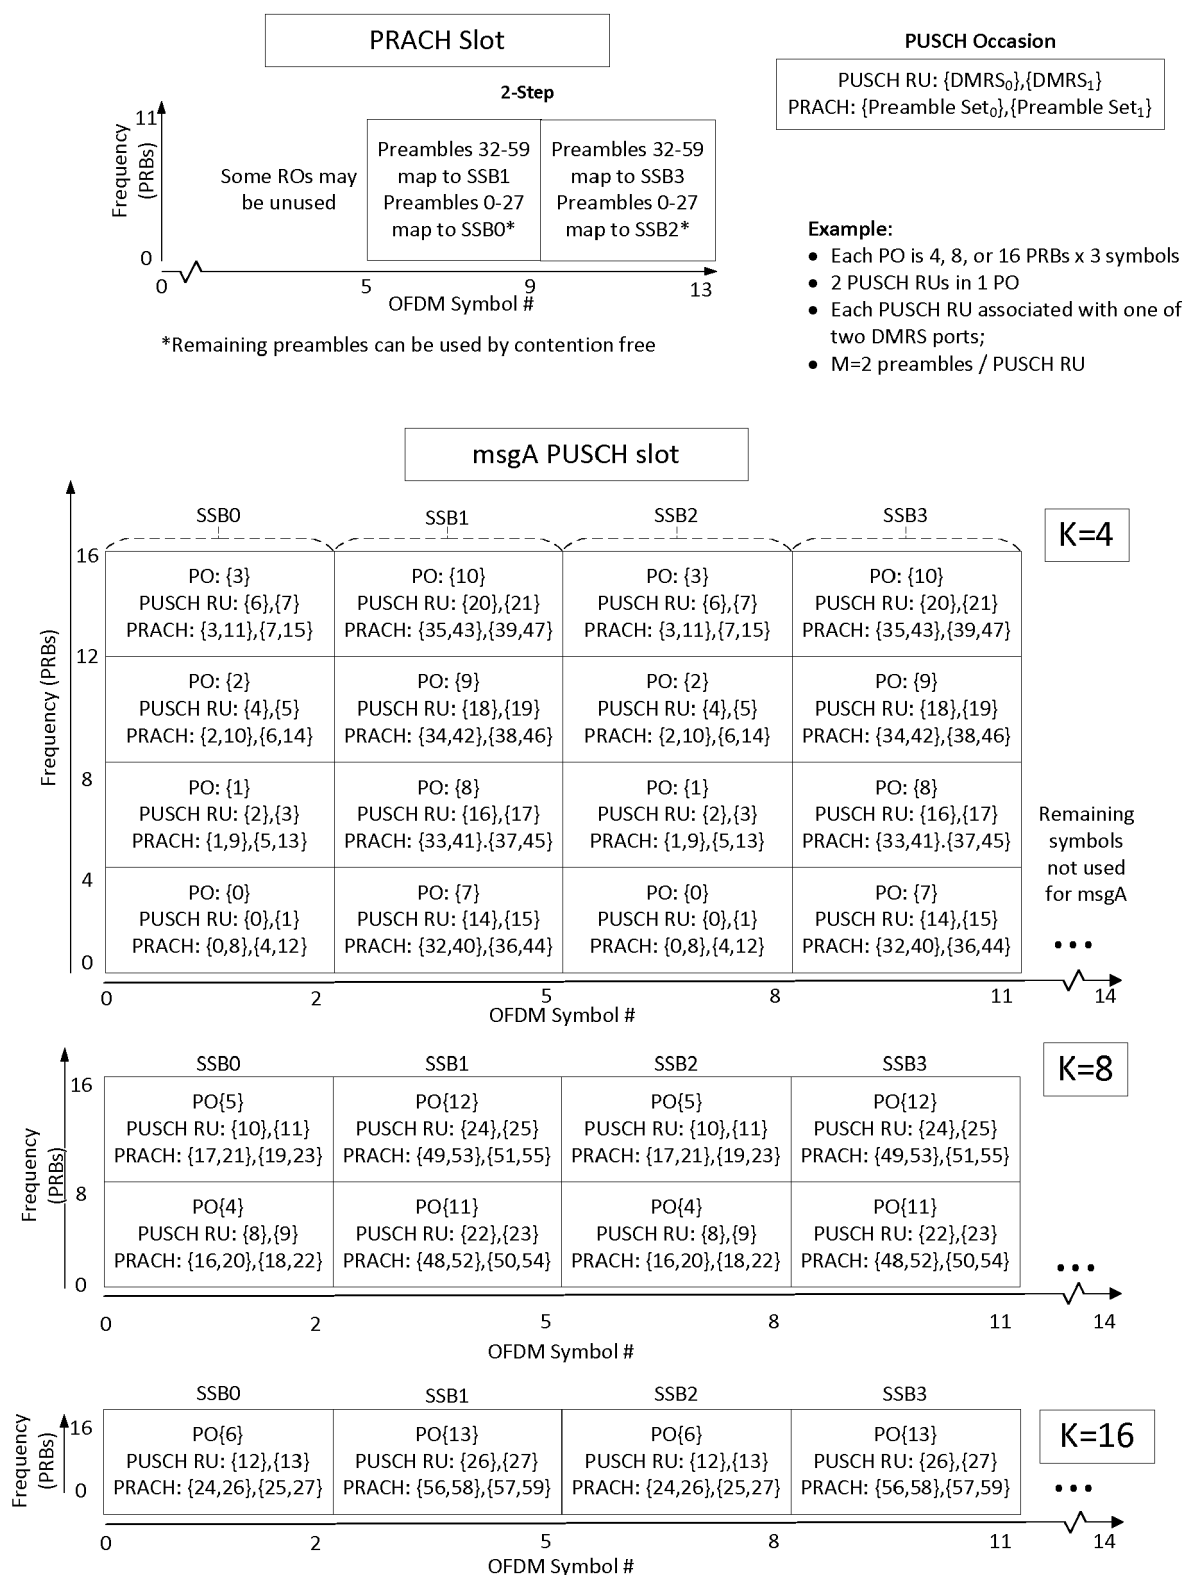 PRACH Slot
PUSCH Occasion
PUSCH RU: {DMRS₀},{DMRS₁}
PRACH: {Preamble Set₀},{Preamble Set₁}
2-Step
Frequency
(PRBs)
11
0
Some ROs may
be unused
Preambles 32-59
map to SSB1
Preambles 0-27
map to SSB0*
Preambles 32-59
map to SSB3
Preambles 0-27
map to SSB2*
0 5 9 13
OFDM Symbol #
*Remaining preambles can be used by contention free
Example:
● Each PO is 4, 8, or 16 PRBs x 3 symbols
● 2 PUSCH RUs in 1 PO
● Each PUSCH RU associated with one of
two DMRS ports;
● M=2 preambles / PUSCH RU
msgA PUSCH slot
K=4
SSB0 SSB1 SSB2 SSB3
Frequency (PRBs)
16
PO: {3} PO: {10} PO: {3} PO: {10}
PUSCH RU: {6},{7} PUSCH RU: {20},{21} PUSCH RU: {6},{7} PUSCH RU: {20},{21}
PRACH: {3,11},{7,15} PRACH: {35,43},{39,47} PRACH: {3,11},{7,15} PRACH: {35,43},{39,47}
12
PO: {2} PO: {9} PO: {2} PO: {9}
PUSCH RU: {4},{5} PUSCH RU: {18},{19} PUSCH RU: {4},{5} PUSCH RU: {18},{19}
PRACH: {2,10},{6,14} PRACH: {34,42},{38,46} PRACH: {2,10},{6,14} PRACH: {34,42},{38,46}
8
PO: {1} PO: {8} PO: {1} PO: {8}
PUSCH RU: {2},{3} PUSCH RU: {16},{17} PUSCH RU: {2},{3} PUSCH RU: {16},{17}
PRACH: {1,9},{5,13} PRACH: {33,41}.{37,45} PRACH: {1,9},{5,13} PRACH: {33,41}.{37,45}
4
PO: {0} PO: {7} PO: {0} PO: {7}
PUSCH RU: {0},{1} PUSCH RU: {14},{15} PUSCH RU: {0},{1} PUSCH RU: {14},{15}
PRACH: {0,8},{4,12} PRACH: {32,40},{36,44} PRACH: {0,8},{4,12} PRACH: {32,40},{36,44}
0
Remaining
symbols
not used
for msgA
...
0 2 5 8 11 14
OFDM Symbol #
K=8
SSB0 SSB1 SSB2 SSB3
Frequency
(PRBs)
16
PO{5} PO{12} PO{5} PO{12}
PUSCH RU: {10},{11} PUSCH RU: {24},{25} PUSCH RU: {10},{11} PUSCH RU: {24},{25}
PRACH: {17,21},{19,23} PRACH: {49,53},{51,55} PRACH: {17,21},{19,23} PRACH: {49,53},{51,55}
8
PO{4} PO{11} PO{4} PO{11}
PUSCH RU: {8},{9} PUSCH RU: {22},{23} PUSCH RU: {8},{9} PUSCH RU: {22},{23}
PRACH: {16,20},{18,22} PRACH: {48,52},{50,54} PRACH: {16,20},{18,22} PRACH: {48,52},{50,54}
0
...
0 2 5 8 11 14
OFDM Symbol #
K=16
SSB0 SSB1 SSB2 SSB3
Frequency
(PRBs)
16
PO{6} PO{13} PO{6} PO{13}
PUSCH RU: {12},{13} PUSCH RU: {26},{27} PUSCH RU: {12},{13} PUSCH RU: {26},{27}
PRACH: {24,26},{25,27} PRACH: {56,58},{57,59} PRACH: {24,26},{25,27} PRACH: {56,58},{57,59}
0
...
0 2 5 8 11 14
OFDM Symbol #